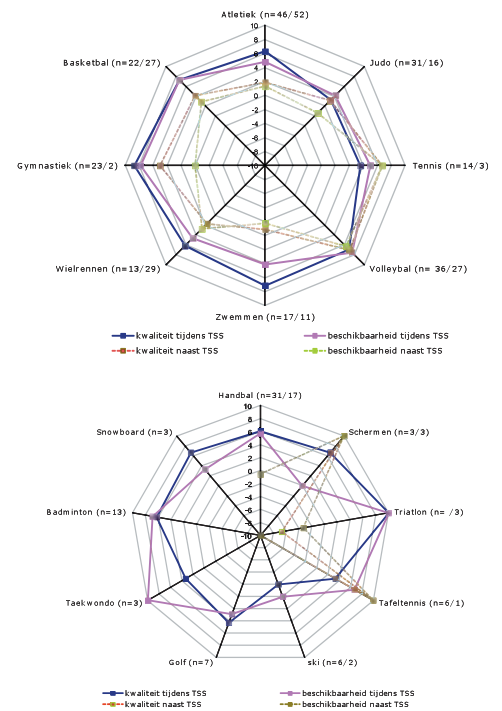 Atletiek (n=46/52)
Basketbal (n=22/27)
Judo (n=31/16)
10
8
6
4
2
0
-2
-4
-6
-8
-10
Gymnastiek (n=23/2)
Tennis (n=14/3)
Wielrennen (n=13/29)
Volleybal (n= 36/27)
Zwemmen (n=17/11)
kwaliteit tijdens TSS
beschikbaarheid tijdens TSS
kwaliteit naast TSS
beschikbaarheid naast TSS
Handbal (n=31/17)
Snowboard (n=3)
Schermen (n=3/3)
10
8
6
4
2
0
-2
-4
-6
-8
-10
Badminton (n=13)
Triatlon (n= /3)
Taekwondo (n=3)
Tafeltennis (n=6/1)
Golf (n=7)
ski (n=6/2)
kwaliteit tijdens TSS
beschikbaarheid tijdens TSS
kwaliteit naast TSS
beschikbaarheid naast TSS